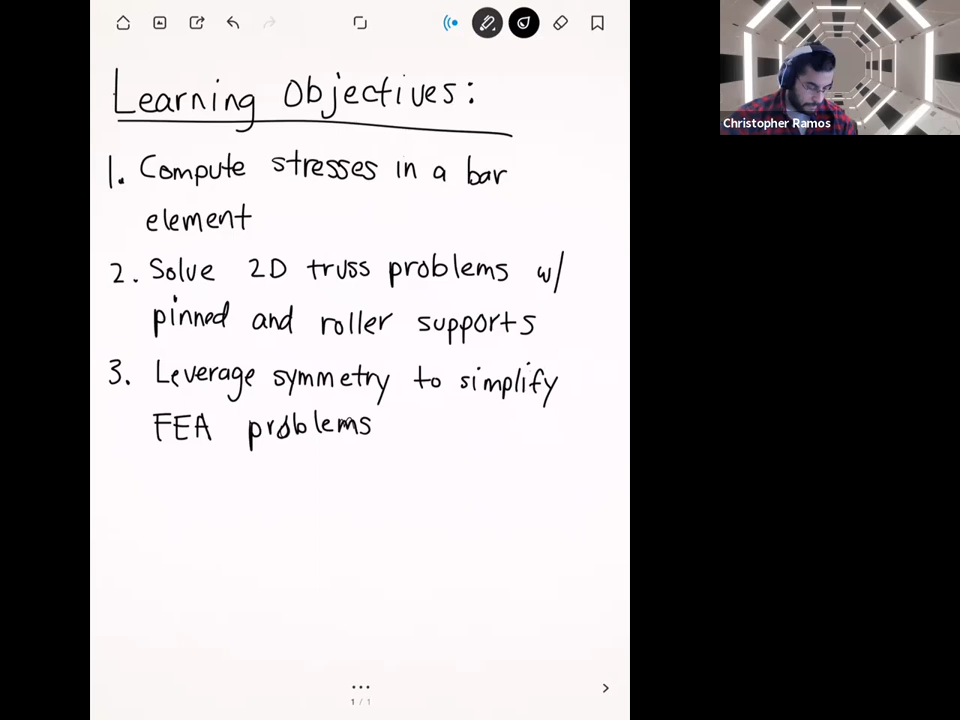 Learning Objectives:
1. Compute stresses in a bar
element
2. Solve 2D truss problems w/
pinned and roller supports
3. Leverage symmetry to simplify
FEA problems
1 / 1
Christopher Ramos